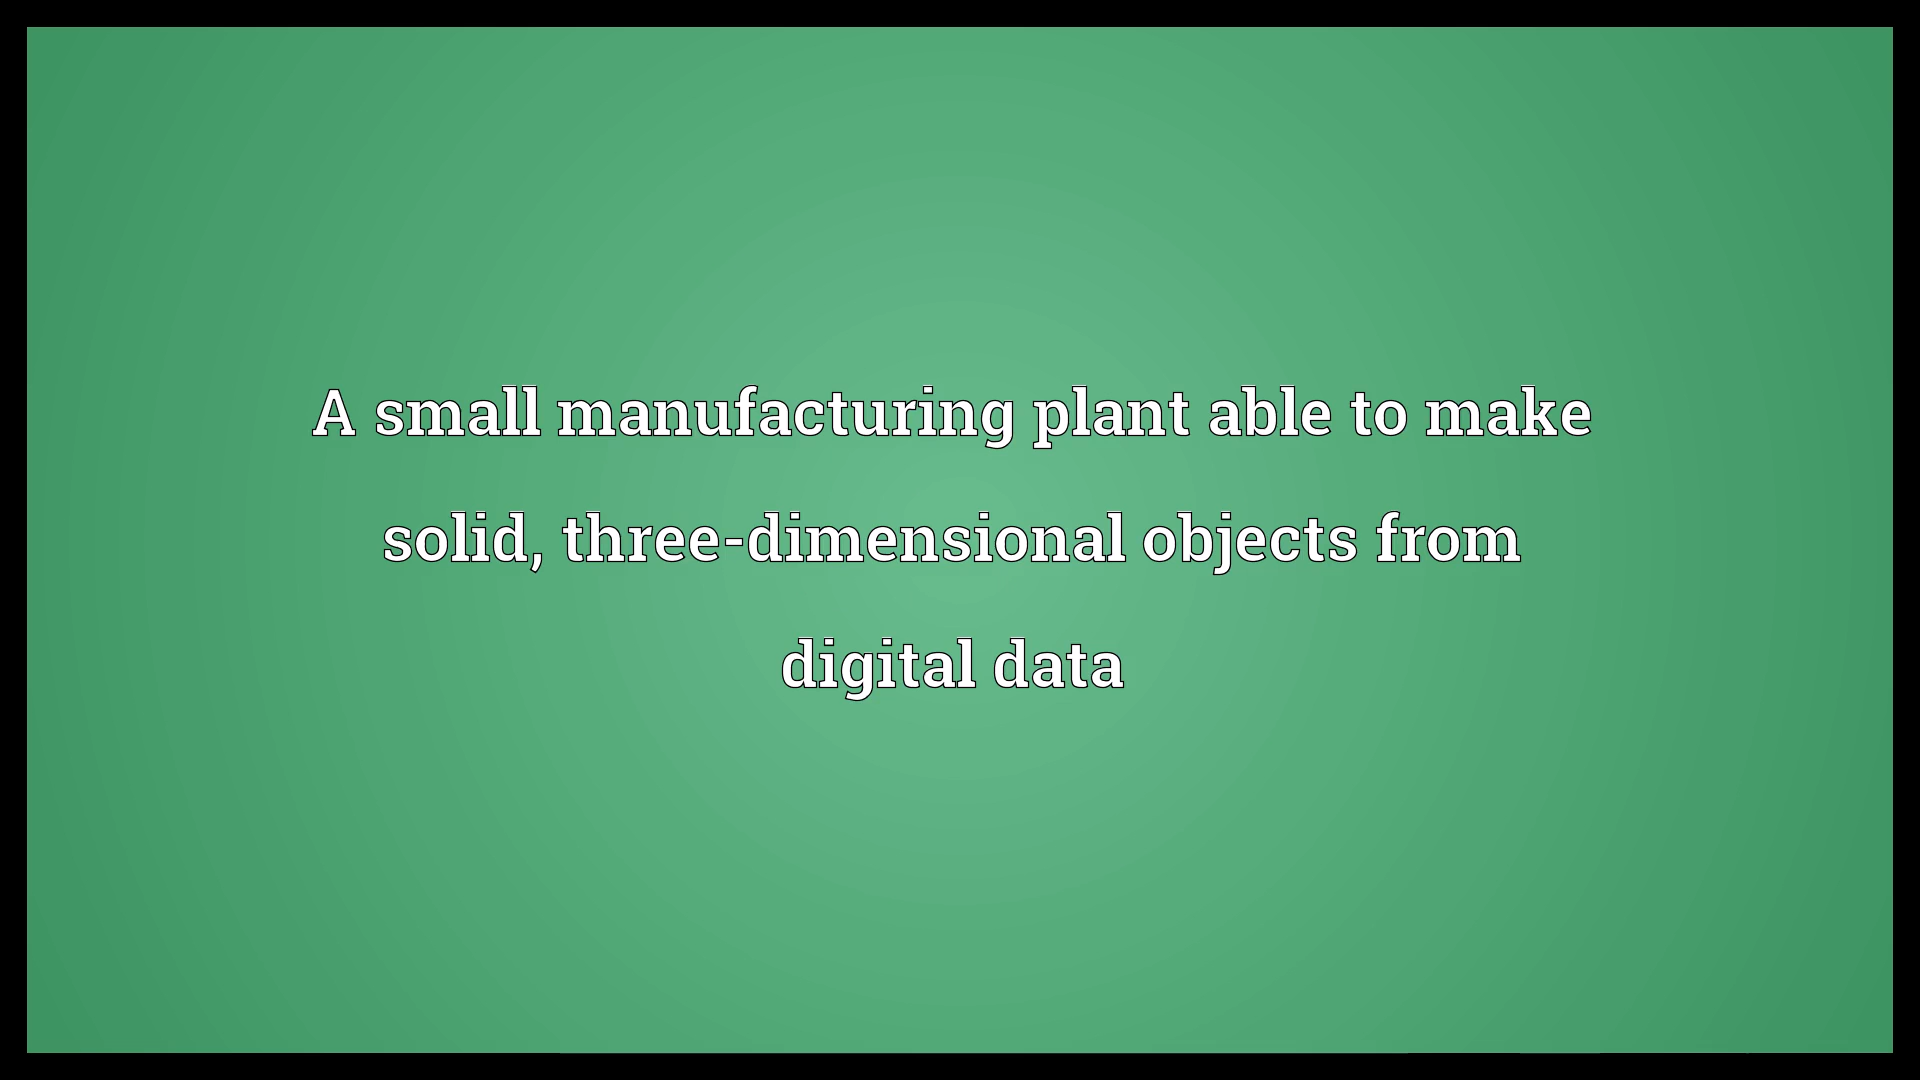 A small manufacturing plant able to make
solid, three-dimensional objects from
digital data